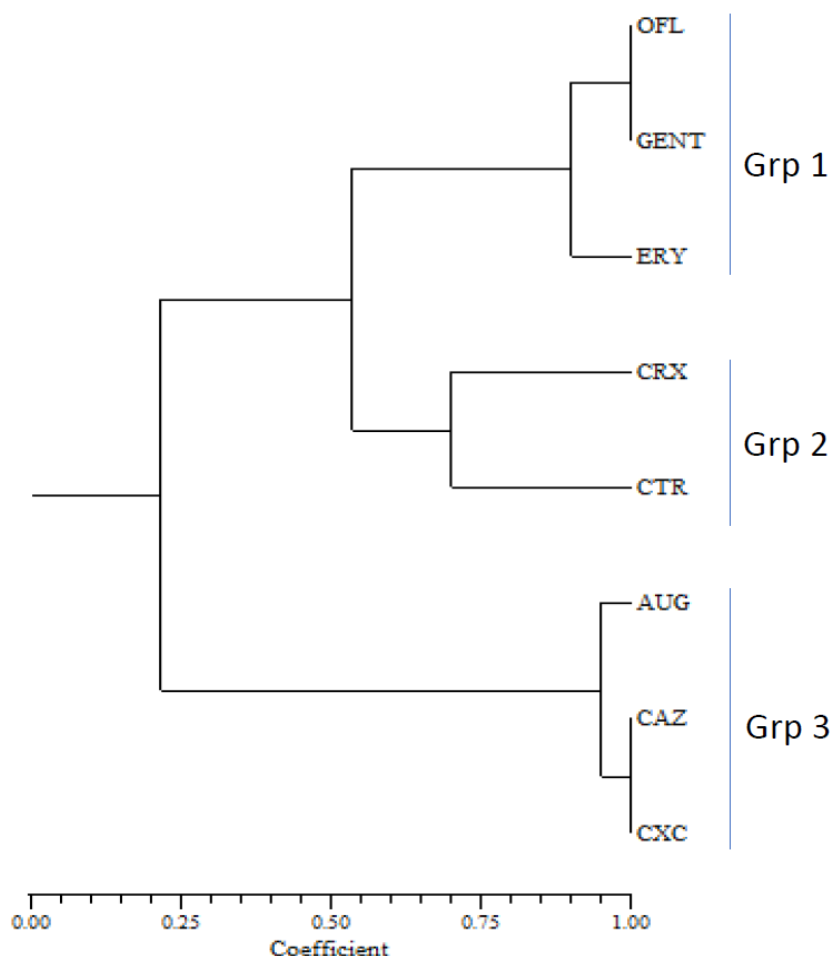 OFL
GENT
Grp 1
ERY
CRX
Grp 2
CTR
AUG
CAZ
Grp 3
CXC
0.00 0.25 0.50 0.75 1.00
Coefficient